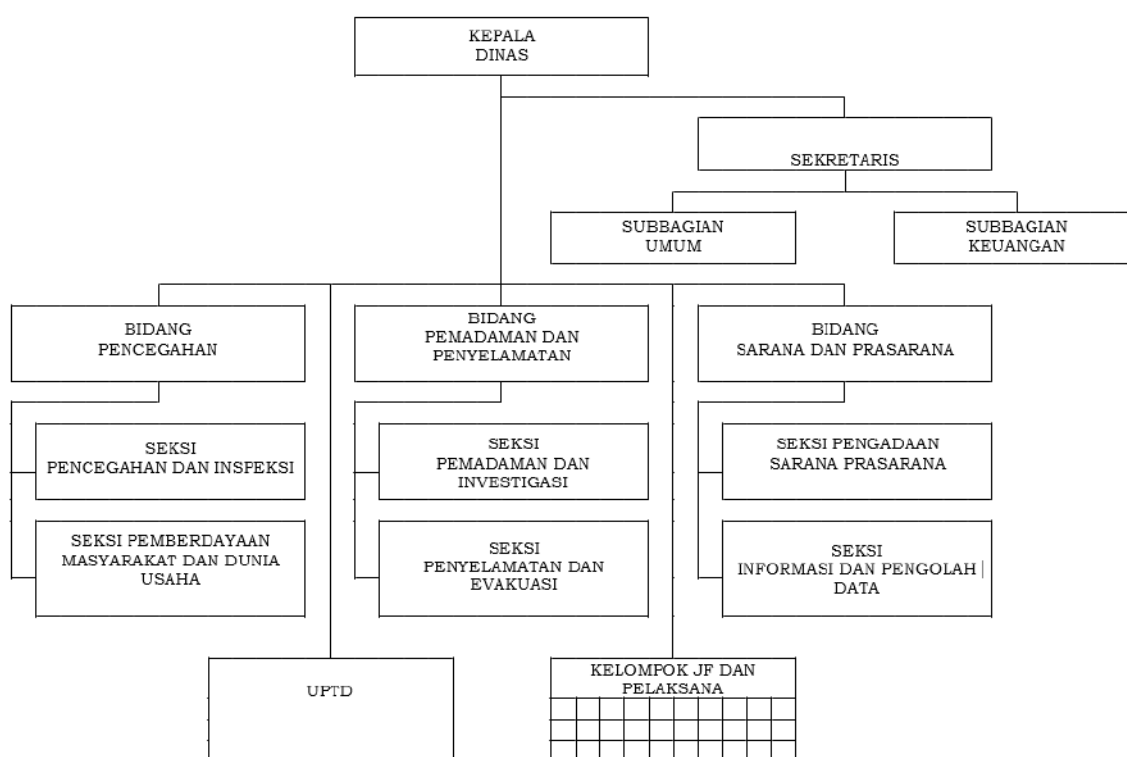 KEPALA
DINAS
SEKRETARIS
SUBBAGIAN
UMUM
SUBBAGIAN
KEUANGAN
BIDANG
PENCEGAHAN
BIDANG
PEMADAMAN DAN
PENYELAMATAN
BIDANG
SARANA DAN PRASARANA
SEKSI
PENCEGAHAN DAN INSPEKSI
SEKSI
PEMADAMAN DAN
INVESTIGASI
SEKSI PENGADAAN
SARANA PRASARANA
SEKSI PEMBERDAYAAN
MASYARAKAT DAN DUNIA
USAHA
SEKSI
PENYELAMATAN DAN
EVAKUASI
SEKSI
INFORMASI DAN PENGOLAH
DATA
UPTD
KELOMPOK JF DAN
PELAKSANA